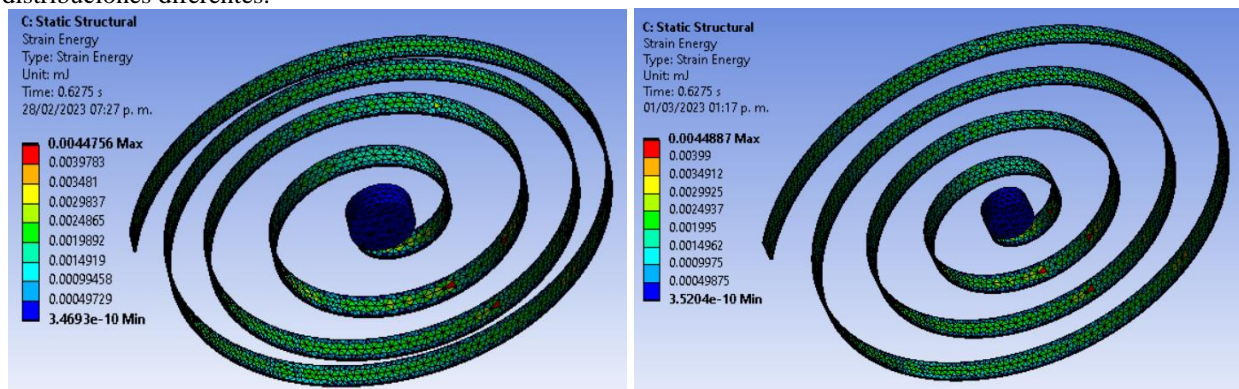 distribuciones diferentes.
C: Static Structural
Strain Energy
Type: Strain Energy
Unit: mJ
Time: 0.6275 s
28/02/2023 07:27 p. m.
0.0044756 Max
0.0039783
0.003481
0.0029837
0.0024865
0.0019892
0.0014919
0.00099458
0.00049729
3.4693e-10 Min
C: Static Structural
Strain Energy
Type: Strain Energy
Unit: mJ
Time: 0.6275 s
01/03/2023 01:17 p. m.
0.0044887 Max
0.00399
0.0034912
0.0029925
0.0024937
0.001995
0.0014962
0.0009975
0.00049875
3.5204e-10 Min